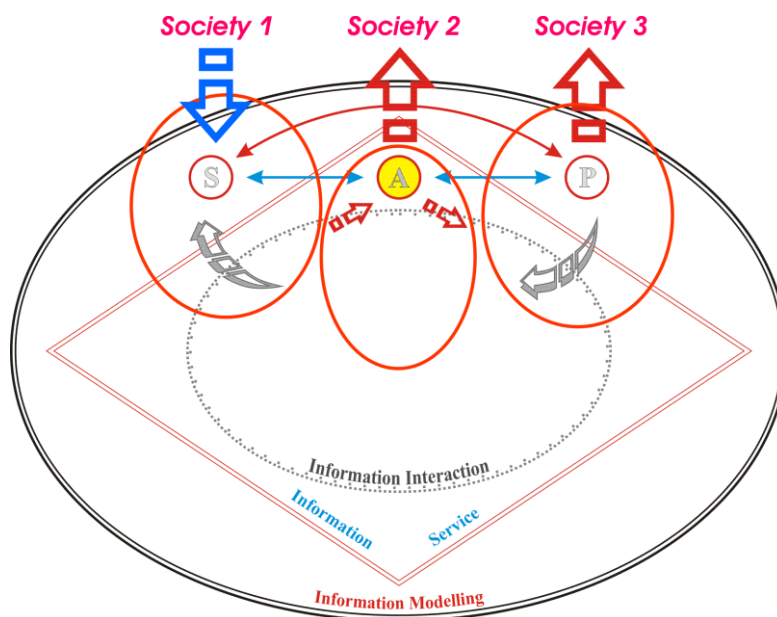 Society 1 Society 2 Society 3
S A P
Information Interaction
Information Service
Information Modelling